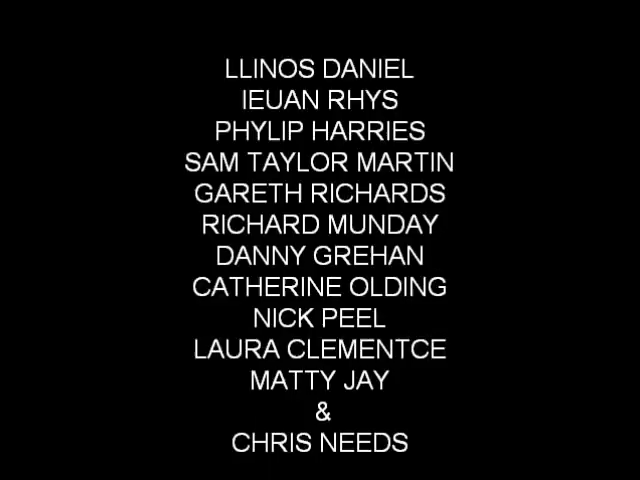 LLINOS DANIEL
IEUAN RHYS
PHYLIP HARRIES
SAM TAYLOR MARTIN
GARETH RICHARDS
RICHARD MUNDAY
DANNY GREHAN
CATHERINE OLDING
NICK PEEL
LAURA CLEMENTCE
MATTY JAY
&
CHRIS NEEDS